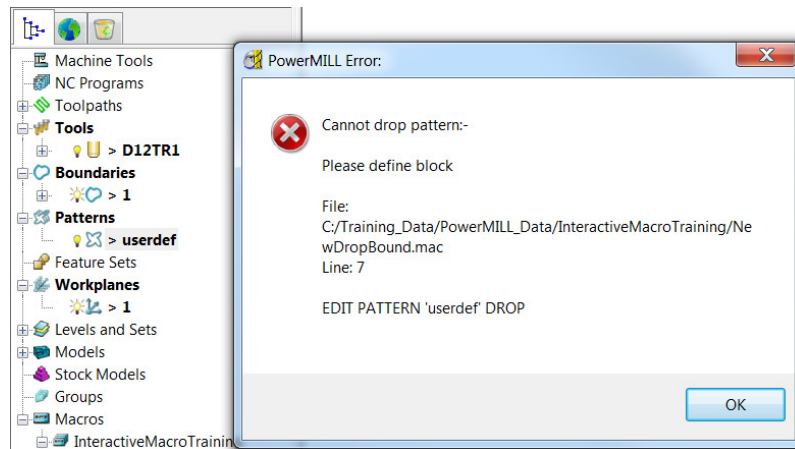 Machine Tools
NC Programs
Toolpaths
Tools
> D12TR1
Boundaries
> 1
Patterns
> userdef
Feature Sets
Workplanes
> 1
Levels and Sets
Models
Stock Models
Groups
Macros
InteractiveMacroTrainin
PowerMILL Error:
Cannot drop pattern:-
Please define block
File:
C:/Training_Data/PowerMILL_Data/InteractiveMacroTraining/Ne
wDropBound.mac
Line: 7
EDIT PATTERN 'userdef' DROP
OK